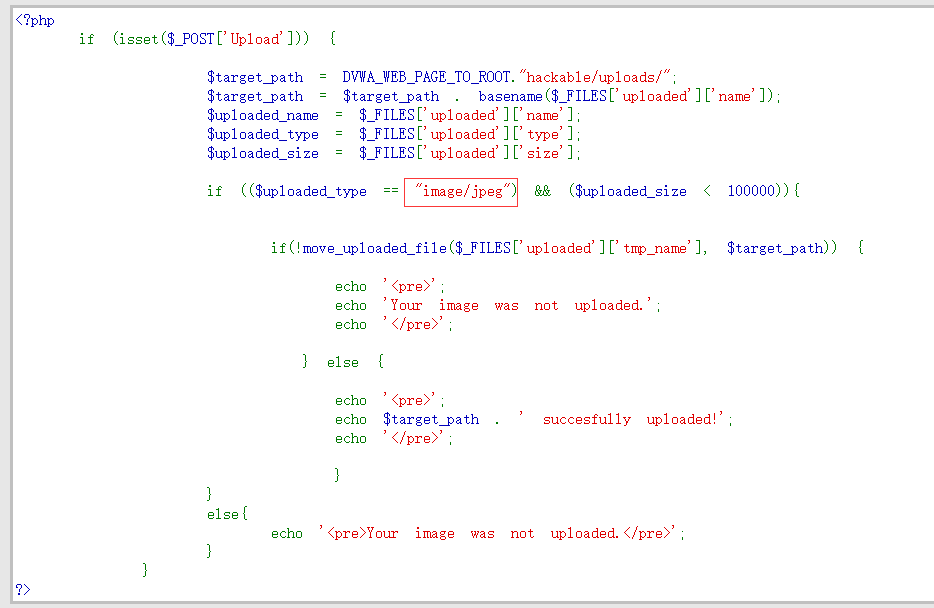 <?php
if (isset($_POST['Upload'])) {
$target_path = DVWA_WEB_PAGE_TO_ROOT."hackable/uploads/";
$target_path = $target_path . basename($_FILES['uploaded']['name']);
$uploaded_name = $_FILES['uploaded']['name'];
$uploaded_type = $_FILES['uploaded']['type'];
$uploaded_size = $_FILES['uploaded']['size'];
if (($uploaded_type == "image/jpeg") && ($uploaded_size < 100000)){
if(!move_uploaded_file($_FILES['uploaded']['tmp_name'], $target_path)) {
echo '<pre>';
echo 'Your image was not uploaded.';
echo '</pre>';
} else {
echo '<pre>';
echo $target_path . ' succesfully uploaded!';
echo '</pre>';
}
}
else{
echo '<pre>Your image was not uploaded.</pre>';
}
}
?>